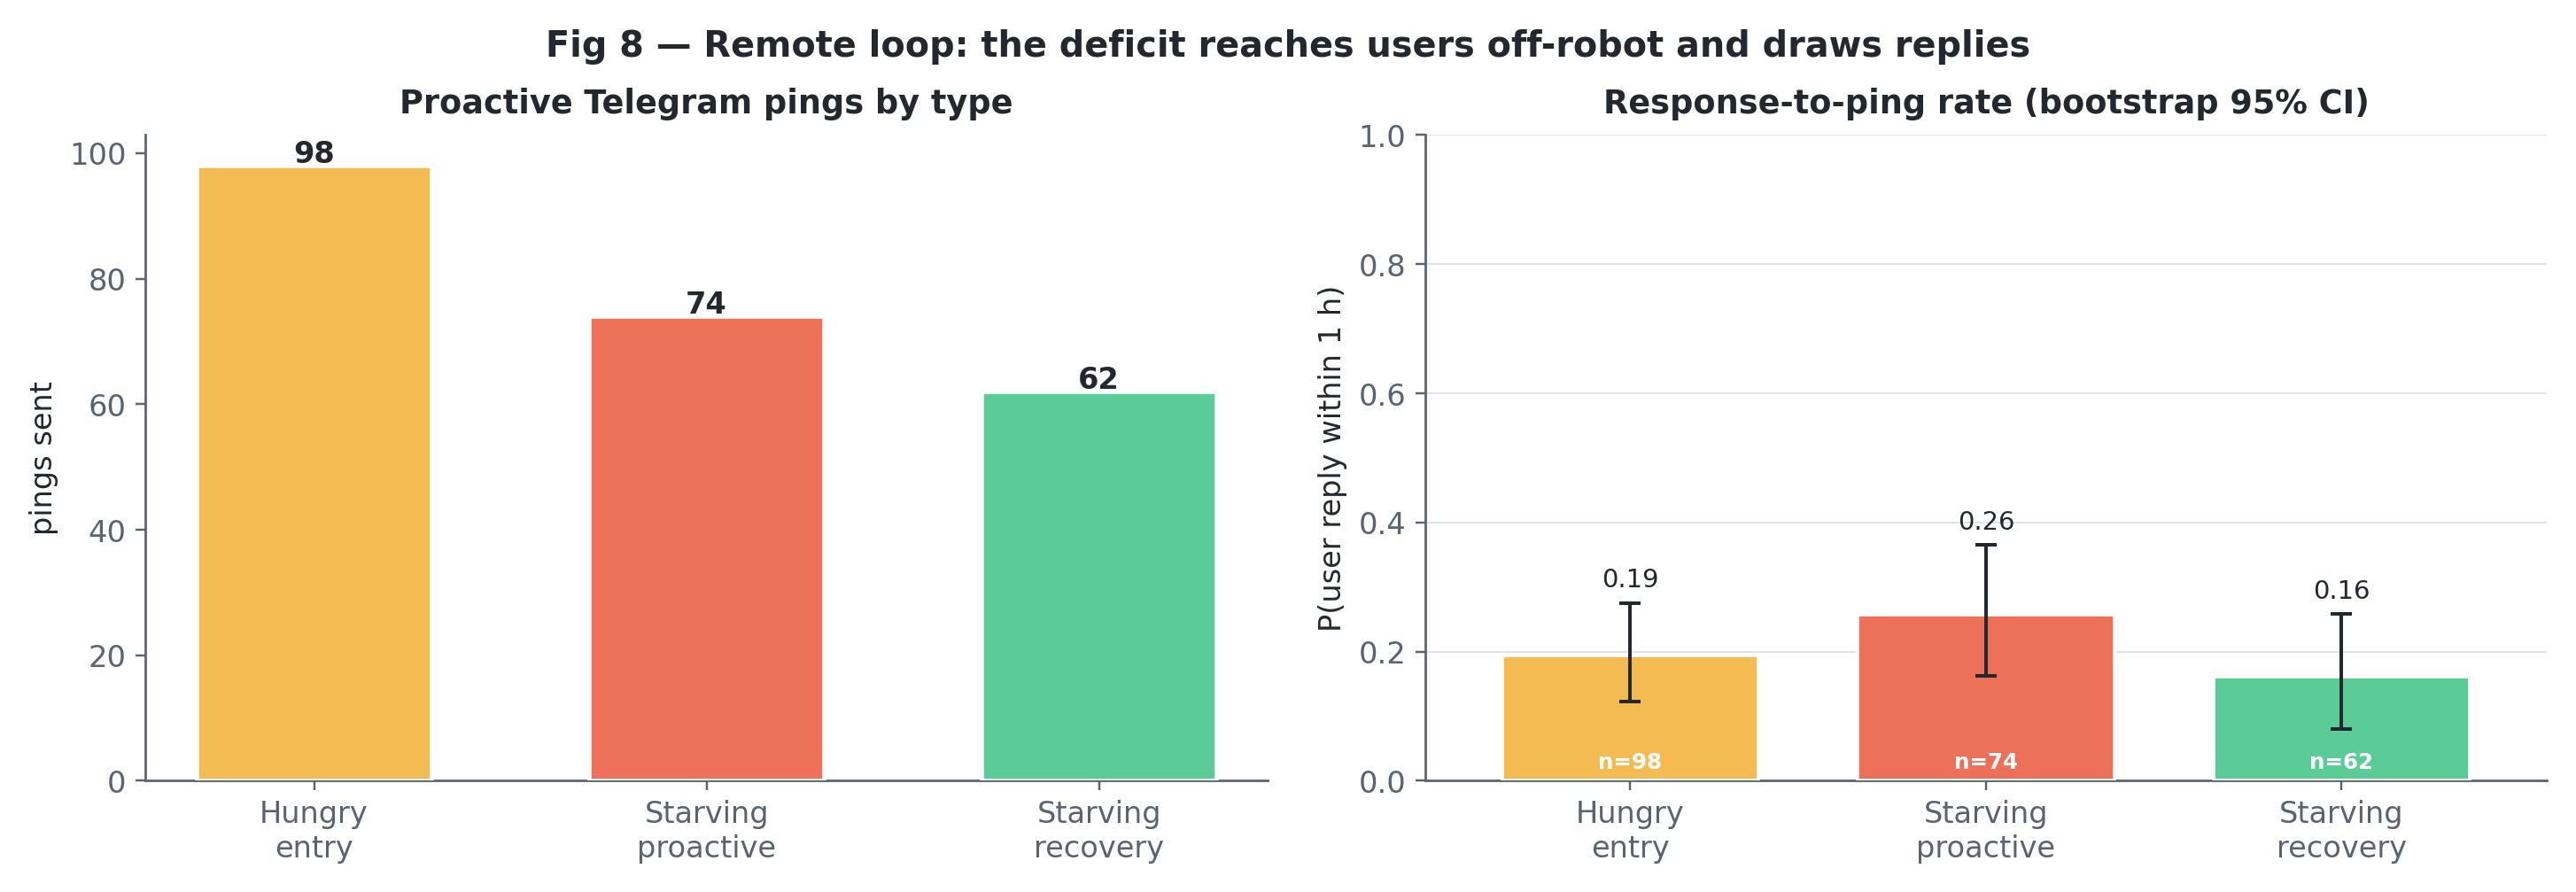 Fig 8 — Remote loop: the deficit reaches users off-robot and draws replies
Proactive Telegram pings by type
pings sent
100
80
60
40
20
0
98
74
62
Hungry
entry
Starving
proactive
Starving
recovery
Response-to-ping rate (bootstrap 95% CI)
P(user reply within 1 h)
1.0
0.8
0.6
0.4
0.2
0.0
0.19
0.26
0.16
n=98
n=74
n=62
Hungry
entry
Starving
proactive
Starving
recovery